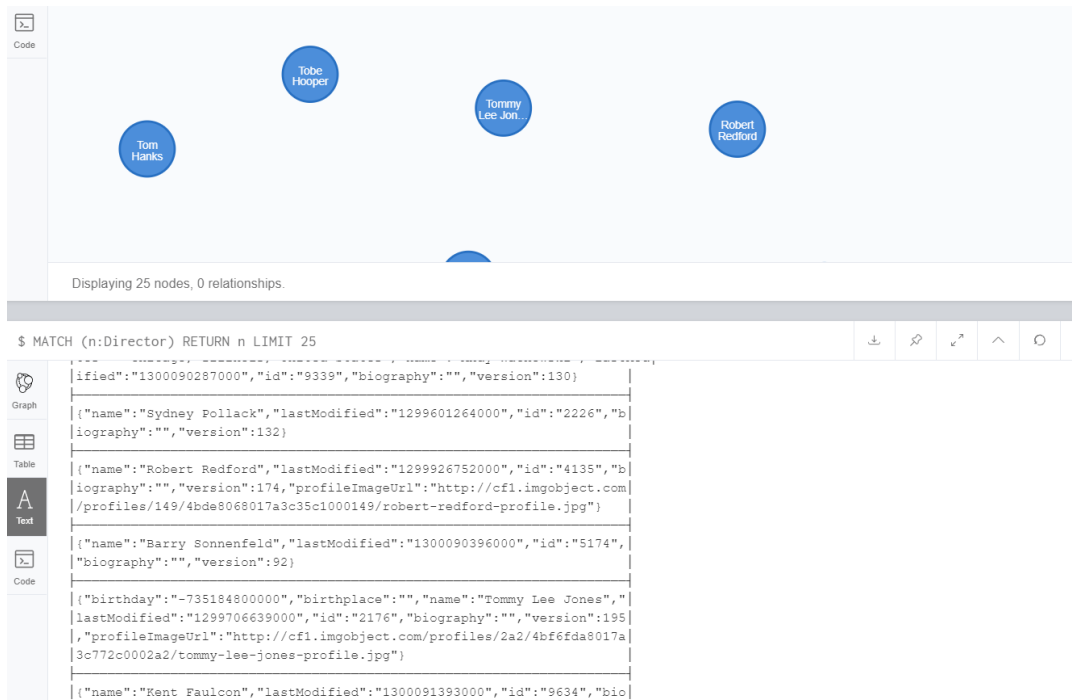 Code
Tobe
Hooper
Tommy
Lee Jon...
Robert
Redford
Tom
Hanks
Displaying 25 nodes, 0 relationships.
$ MATCH (n:Director) RETURN n LIMIT 25
Graph
Table
A
Text
Code
ified":"1300090287000","id":"9339","biography":"","version":130}
{"name":"Sydney Pollack","lastModified":"1299601264000","id":"2226","b
iography":"","version":132}
{"name":"Robert Redford","lastModified":"1299926752000","id":"4135","b
iography":"","version":174,"profileImageUrl":"http://cf1.imgobject.com
/profiles/149/4bde8068017a3c35c1000149/robert-redford-profile.jpg"}
{"name":"Barry Sonnenfeld","lastModified":"1300090396000","id":"5174",
"biography":"","version":92}
{"birthday":"-735184800000","birthplace":"","name":"Tommy Lee Jones","
lastModified":"1299706639000","id":"2176","biography":"","version":195
,"profileImageUrl":"http://cf1.imgobject.com/profiles/2a2/4bf6fda8017a
3c772c0002a2/tommy-lee-jones-profile.jpg"}
{"name":"Kent Faulcon","lastModified":"1300091393000","id":"9634","bio